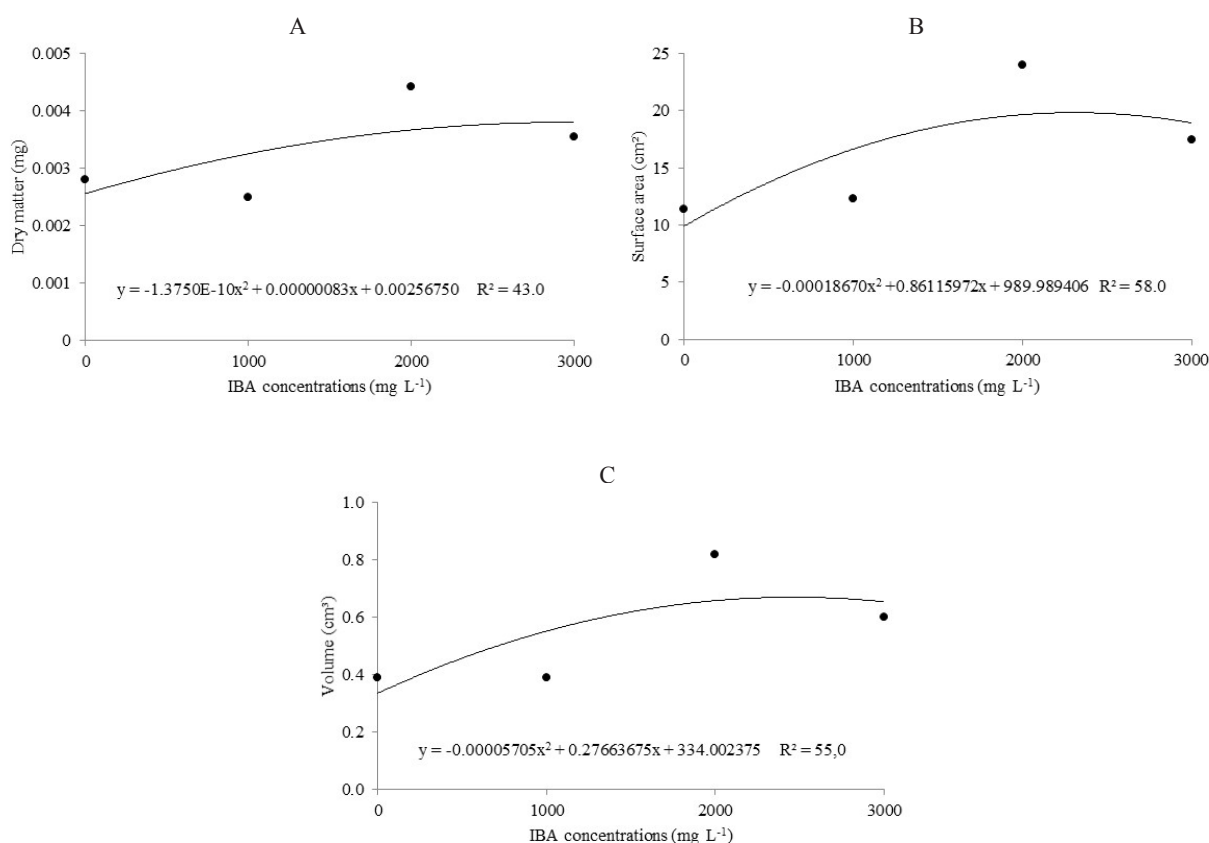 A
0.005
0.004
0.003
0.002
0.001
0
Dry matter (mg)
y = -1.3750E-10x² + 0.00000083x + 0.00256750 R² = 43.0
0 1000 2000 3000
IBA concentrations (mg L⁻¹)
B
25
20
15
10
5
0
Surface area (cm²)
y = -0.00018670x² +0.86115972x + 989.989406 R² = 58.0
0 1000 2000 3000
IBA concentrations (mg L⁻¹)
C
1.0
0.8
0.6
0.4
0.2
0.0
Volume (cm³)
y = -0.00005705x² + 0.27663675x + 334.002375 R² = 55,0
0 1000 2000 3000
IBA concentrations (mg L⁻¹)